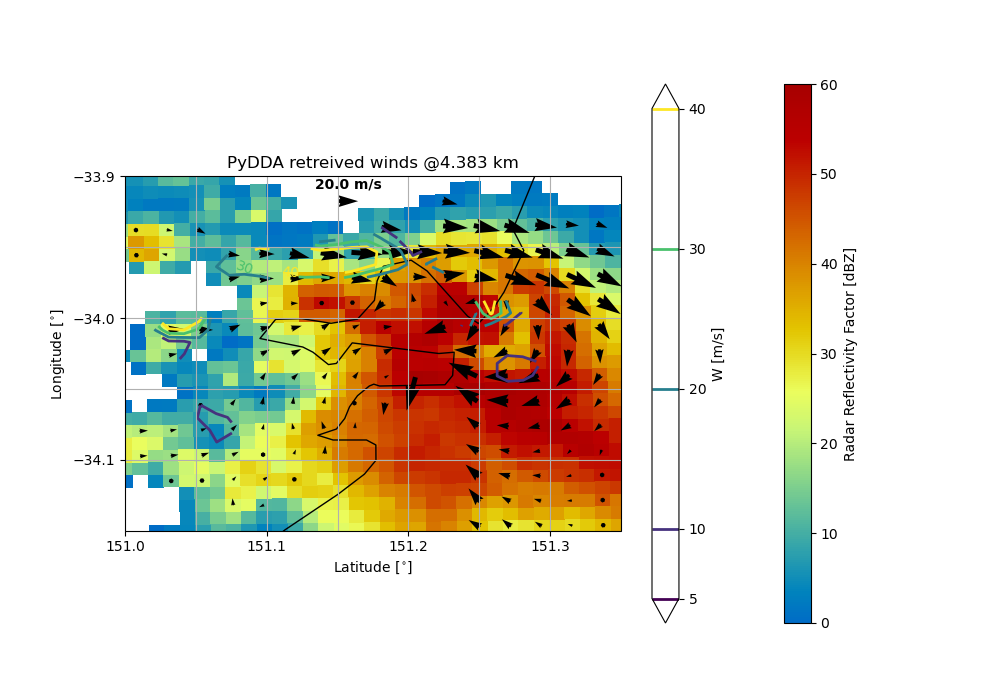 PyDDA retreived winds @4.383 km
20.0 m/s
30
−33.9
−34.0
−34.1
Longitude [°]
151.0 151.1 151.2 151.3
Latitude [°]
40
30
20
10
5
W [m/s]
60
50
40
30
20
10
0
Radar Reflectivity Factor [dBZ]